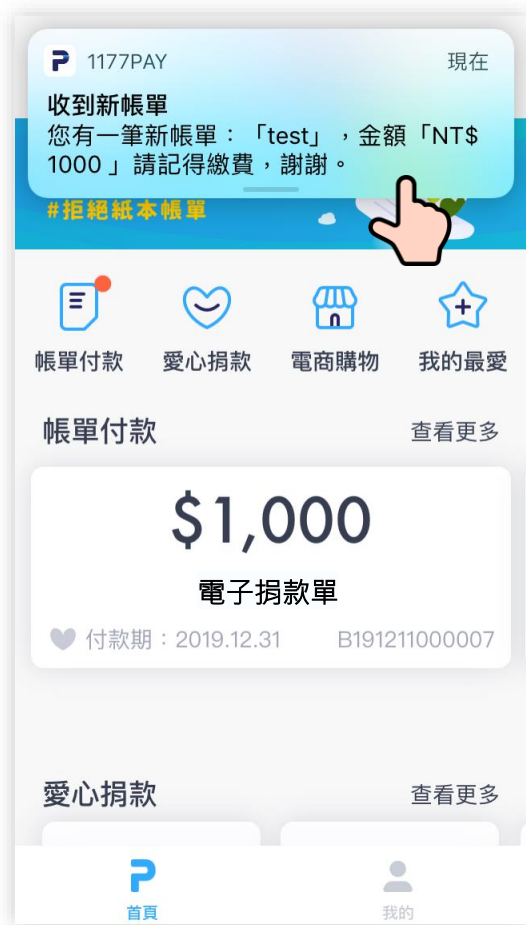 1177PAY 現在
收到新帳單
您有一筆新帳單：「test」，金額「NT$
1000 」請記得繳費，謝謝。
#拒絕紙本帳單
帳單付款 愛心捐款 電商購物 我的最愛
帳單付款 查看更多
$1,000
電子捐款單
付款期：2019.12.31 B191211000007
愛心捐款 查看更多
首頁 我的